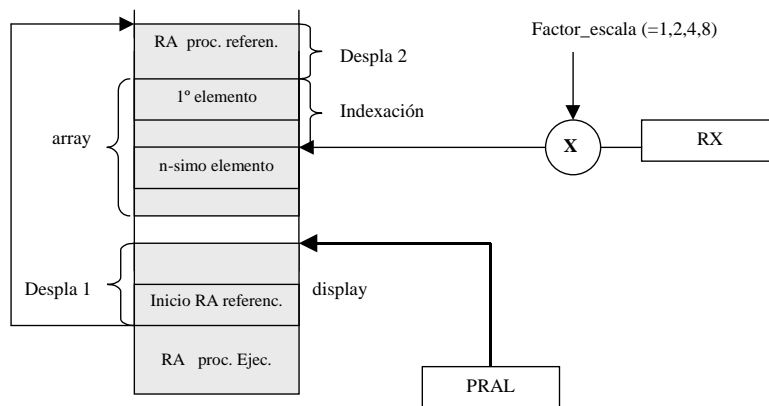 RA proc. referen.
Despla 2
Factor_escala (=1,2,4,8)
1º elemento
Indexación
array
X
RX
n-simo elemento
Despla 1
Inicio RA referenc.
display
RA proc. Ejec.
PRAL